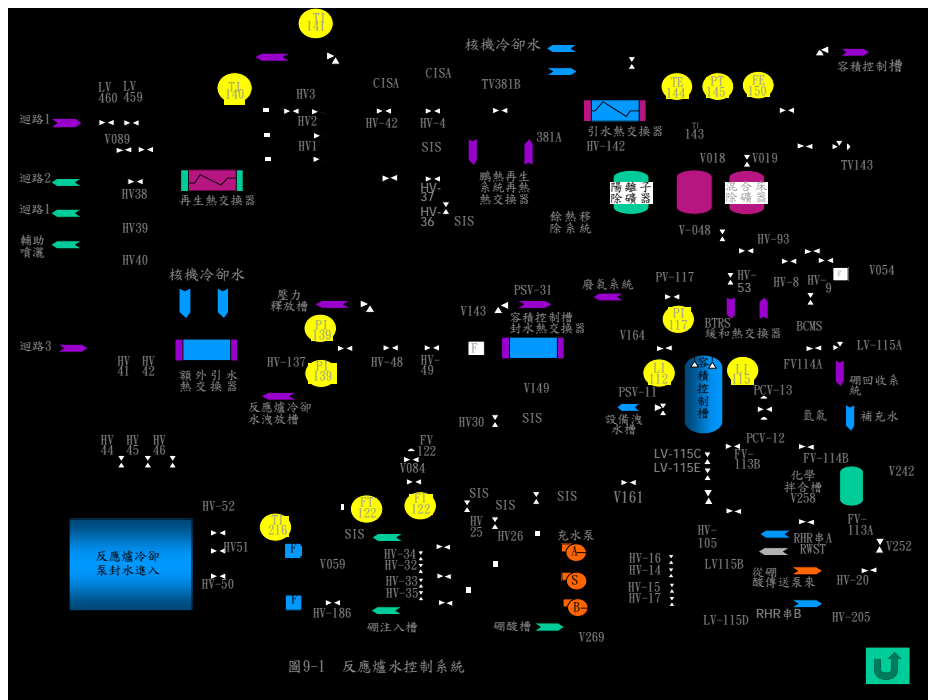 TI
141
核機冷卻水
容積控制槽
CISA
CISA
TV381B
TI
140
TE
144
PT
145
FE
150
LV
460
LV
459
HV3
HV2
HV1
HV-42
HV-4
SIS
381A
引水熱交換器
HV-142
TI
143
迴路1
V089
V018
V019
TV143
迴路2
HV38
再生熱交換器
HV-
37
HV-
36
SIS
鵬熱再生
系統再熱
熱交換器
陽離子
除礦器
混合床
除礦器
迴路1
HV39
餘熱移
除系統
V-048
HV-93
輔助
噴灑
HV40
核機冷卻水
壓力
釋放槽
PSV-31
廢氣系統
PV-117
HV-
53
HV-8
HV-
9
F
V054
PI
139
V143
容積控制槽
封水熱交換器
V164
PI
117
BTRS
緩和熱交換器
BCMS
迴路3
HV
41
HV
42
額外引水
熱交換器
HV-137
HV-48
HV-
49
F
LV-115A
PI
139
V149
LI
112
容積控制槽
LI
115
FV114A
硼回收系
統
反應爐冷卻
水洩放槽
PSV-11
PCV-13
氫氣
補充水
HV30
SIS
設備洩
水槽
PCV-12
HV
44
HV
45
HV
46
FV
122
V084
LV-115C
LV-115E
FV-
113B
FV-114B
V242
化學
拌合槽
V258
HV-52
FT
122
FI
122
SIS
SIS
SIS
V161
反應爐冷卻
泵封水進入
HV51
HV-50
TI
216
SIS
HV
25
HV26
充水泵
HV-
105
FV-
113A
RHR串A
RWST
V252
F
V059
HV-34
HV-32
HV-33
HV-35
A
S
B
HV-16
HV-14
HV-15
HV-17
LV115B
從硼
酸傳送泵來
HV-20
F
HV-186
硼注入槽
硼酸槽
V269
LV-115D
RHR串B
HV-205
圖9-1 反應爐水控制系統